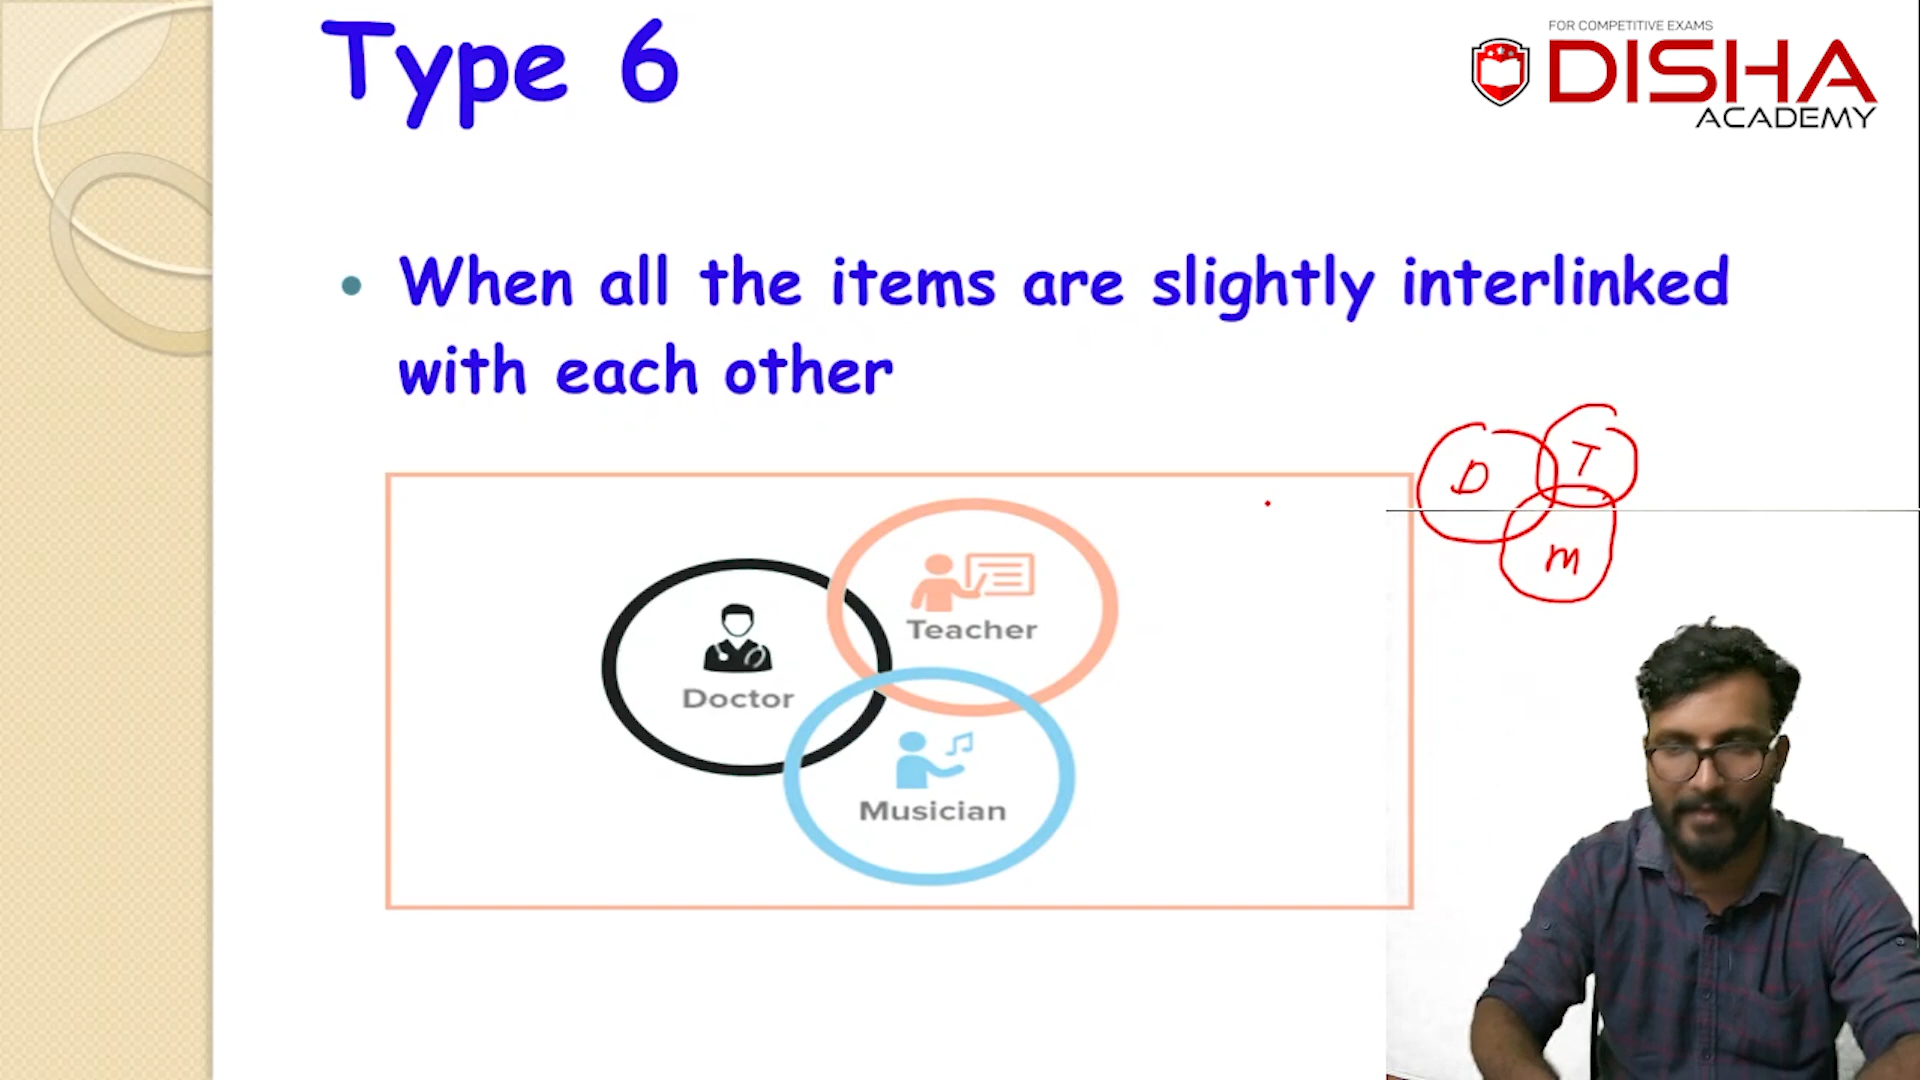 Type 6
FOR COMPETITIVE EXAMS
DISHA
ACADEMY
When all the items are slightly interlinked
with each other
D
T
m
Teacher
Doctor
Musician